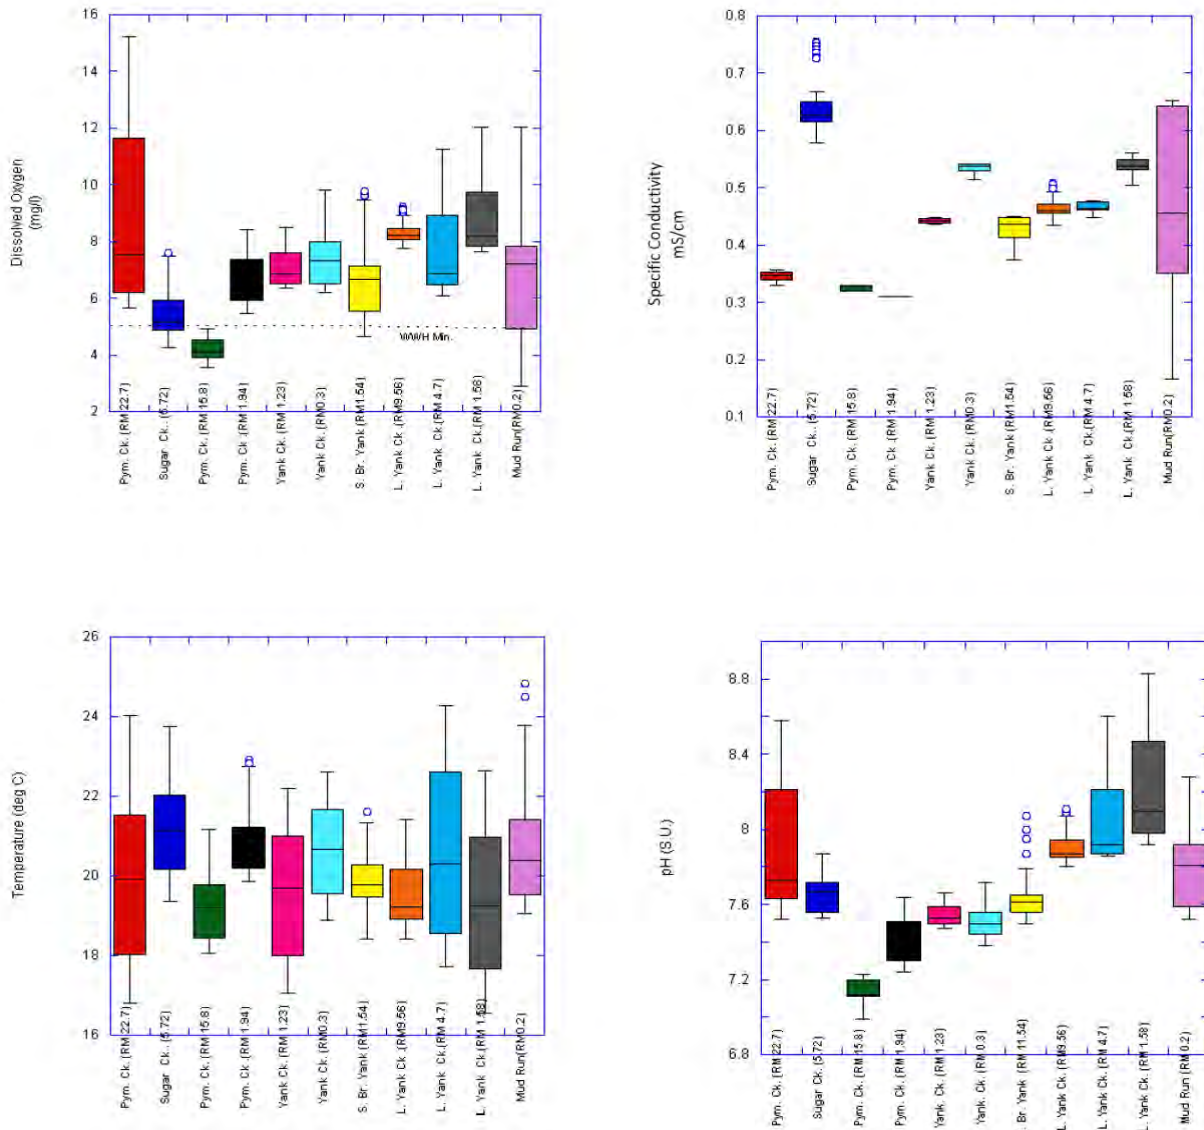 16
14
12
10
8
6
4
2
Dissolved Oxygen
(mg/l)
WWH Min.
Pym. Ck. (RM 22.7)
Sugar Ck.. (5.72)
Pym. Ck. (RM 15.8)
Pym. Ck .(RM 1.94)
Yank Ck. (RM 1.23)
Yank Ck. (RM0.3)
S. Br. Yank (RM1.54)
L. Yank Ck .(RM9.56)
L. Yank Ck.(RM 4.7)
L. Yank Ck.(RM 1.58)
Mud Run(RM0.2)
0.8
0.7
0.6
0.5
0.4
0.3
0.2
0.1
Specific Conductivity
mS/cm
Pym. Ck. (RM 22.7)
Sugar Ck.. (5.72)
Pym. Ck. (RM 15.8)
Pym. Ck .(RM 1.94)
Yank Ck. (RM 1.23)
Yank Ck. (RM0.3)
S. Br. Yank (RM1.54)
L. Yank Ck .(RM9.56)
L. Yank Ck.(RM 4.7)
L. Yank Ck.(RM 1.58)
Mud Run(RM0.2)
26
24
22
20
18
16
Temperature (deg C)
Pym. Ck. (RM 22.7)
Sugar Ck.. (5.72)
Pym. Ck. (RM 15.8)
Pym. Ck .(RM 1.94)
Yank Ck. (RM 1.23)
Yank Ck. (RM0.3)
S. Br. Yank (RM1.54)
L. Yank Ck .(RM9.56)
L. Yank Ck.(RM 4.7)
L. Yank Ck.(RM 1.58)
Mud Run(RM0.2)
8.8
8.4
8
7.6
7.2
6.8
pH (S.U.)
Pym. Ck. (RM 22.7)
Sugar Ck. (5.72)
Pym. Ck. (RM 15.8)
Pym. Ck. (RM 1.94)
Yank. Ck. (RM 1.23)
Yank. Ck. (RM 0.3)
. Br. Yank (RM 11.54)
L. Yank Ck. (RM9.56)
L. Yank Ck. (RM 4.7)
L. Yank Ck. (RM 1.58)
Mud Run (RM 0.2)